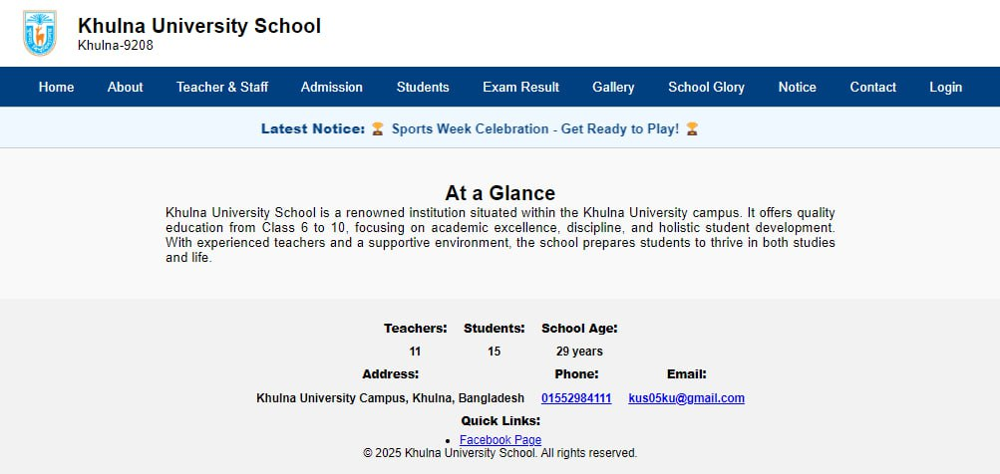 Khulna University School
Khulna-9208
Home About Teacher & Staff Admission Students Exam Result Gallery School Glory Notice Contact Login
Latest Notice: 🏆 Sports Week Celebration - Get Ready to Play! 🏆
At a Glance
Khulna University School is a renowned institution situated within the Khulna University campus. It offers quality
education from Class 6 to 10, focusing on academic excellence, discipline, and holistic student development.
With experienced teachers and a supportive environment, the school prepares students to thrive in both studies
and life.
Teachers: Students: School Age:
11 15 29 years
Address: Phone: Email:
Khulna University Campus, Khulna, Bangladesh 01552984111 kus05ku@gmail.com
Quick Links:
• Facebook Page
© 2025 Khulna University School. All rights reserved.